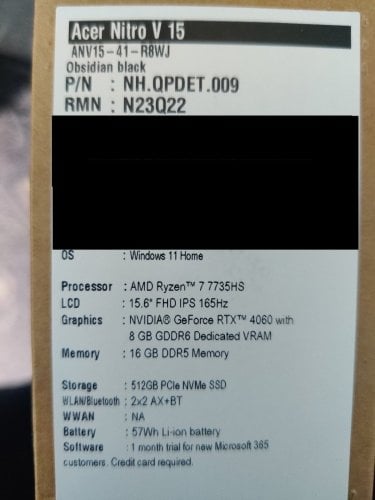 Acer Nitro V 15
ANV15-41-R8WJ
Obsidian black
P/N : NH.QPDET.009
RMN : N23Q22
OS : Windows 11 Home
Processor : AMD Ryzen™ 7 7735HS
LCD : 15.6" FHD IPS 165Hz
Graphics : NVIDIA® GeForce RTX™ 4060 with
8 GB GDDR6 Dedicated VRAM
Memory : 16 GB DDR5 Memory
Storage : 512GB PCIe NVMe SSD
WLAN/Bluetooth : 2x2 AX+BT
WWAN : NA
Battery : 57Wh Li-ion battery
Software : 1 month trial for new Microsoft 365
customers. Credit card required.